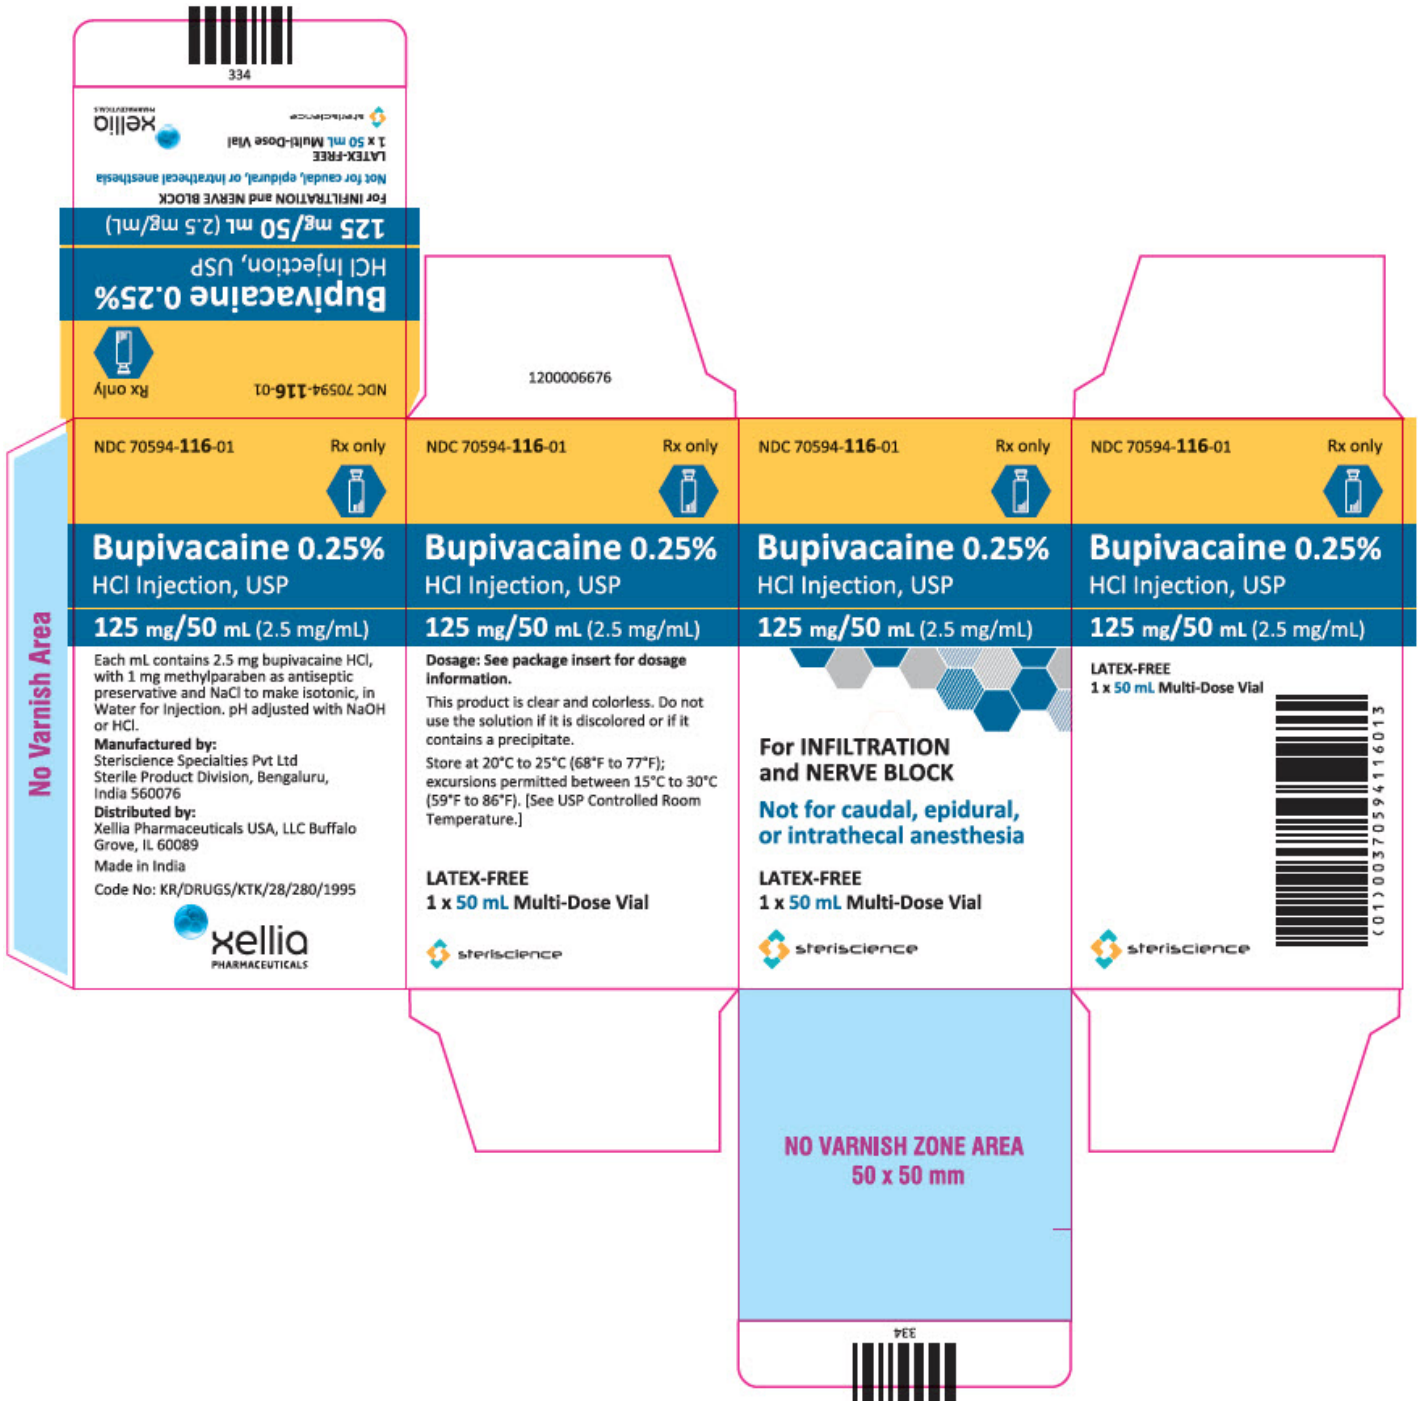 334
xellia
PHARMACEUTICALS
steriscience
1 x 50 mL Multi-Dose Vial
LATEX-FREE
Not for caudal, epidural, or intrathecal anesthesia
For INFILTRATION and NERVE BLOCK
125 mg/50 mL (2.5 mg/mL)
HCl Injection, USP
Bupivacaine 0.25%
Rx only
NDC 70594-116-01
1200006676
No Varnish Area
NDC 70594-116-01 Rx only
Bupivacaine 0.25%
HCl Injection, USP
125 mg/50 mL (2.5 mg/mL)
Each mL contains 2.5 mg bupivacaine HCl,
with 1 mg methylparaben as antiseptic
preservative and NaCl to make isotonic, in
Water for Injection. pH adjusted with NaOH
or HCl.
Manufactured by:
Steriscience Specialties Pvt Ltd
Sterile Product Division, Bengaluru,
India 560076
Distributed by:
Xellia Pharmaceuticals USA, LLC Buffalo
Grove, IL 60089
Made in India
Code No: KR/DRUGS/KTK/28/280/1995
xellia
PHARMACEUTICALS
NDC 70594-116-01 Rx only
Bupivacaine 0.25%
HCl Injection, USP
125 mg/50 mL (2.5 mg/mL)
Dosage: See package insert for dosage
information.
This product is clear and colorless. Do not
use the solution if it is discolored or if it
contains a precipitate.
Store at 20°C to 25°C (68°F to 77°F);
excursions permitted between 15°C to 30°C
(59°F to 86°F). [See USP Controlled Room
Temperature.]
LATEX-FREE
1 x 50 mL Multi-Dose Vial
steriscience
NDC 70594-116-01 Rx only
Bupivacaine 0.25%
HCl Injection, USP
125 mg/50 mL (2.5 mg/mL)
For INFILTRATION
and NERVE BLOCK
Not for caudal, epidural,
or intrathecal anesthesia
LATEX-FREE
1 x 50 mL Multi-Dose Vial
steriscience
NDC 70594-116-01 Rx only
Bupivacaine 0.25%
HCl Injection, USP
125 mg/50 mL (2.5 mg/mL)
LATEX-FREE
1 x 50 mL Multi-Dose Vial
(01)00370594116013
steriscience
NO VARNISH ZONE AREA
50 x 50 mm
334